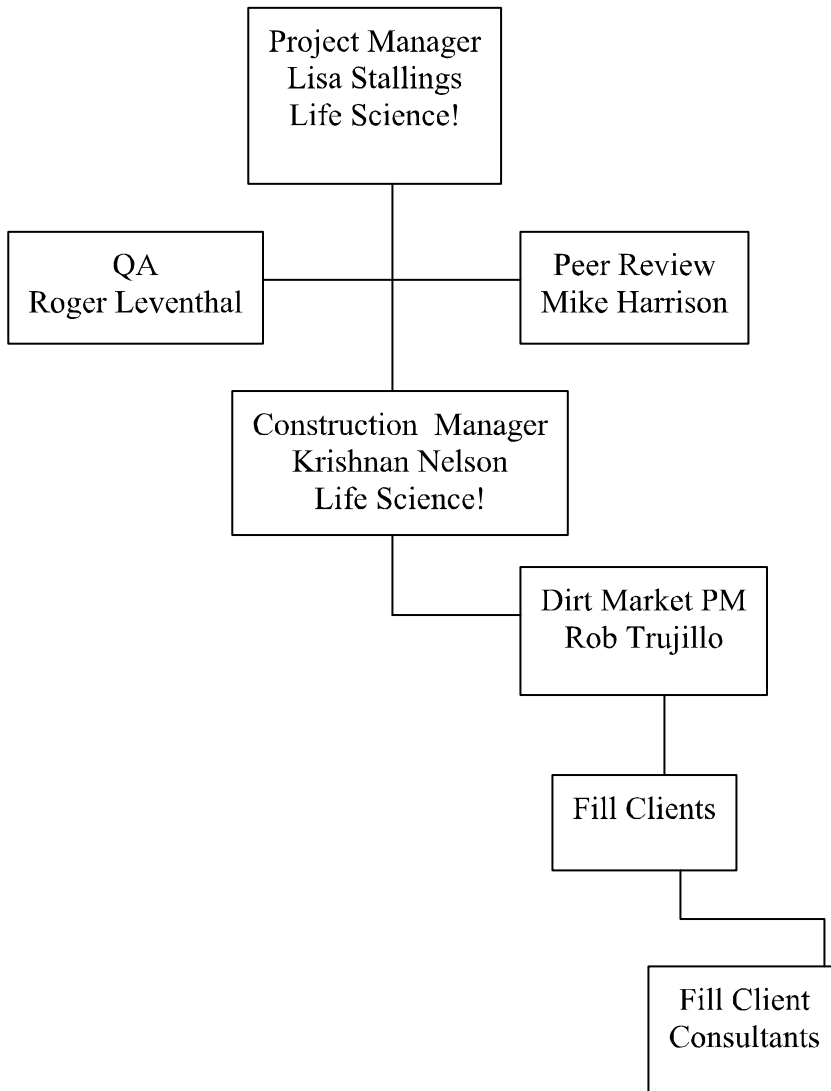 Project Manager
Lisa Stallings
Life Science!
QA
Roger Leventhal
Peer Review
Mike Harrison
Construction  Manager
Krishnan Nelson
Life Science!
Dirt Market PM
Rob Trujillo
Fill Clients
Fill Client
Consultants